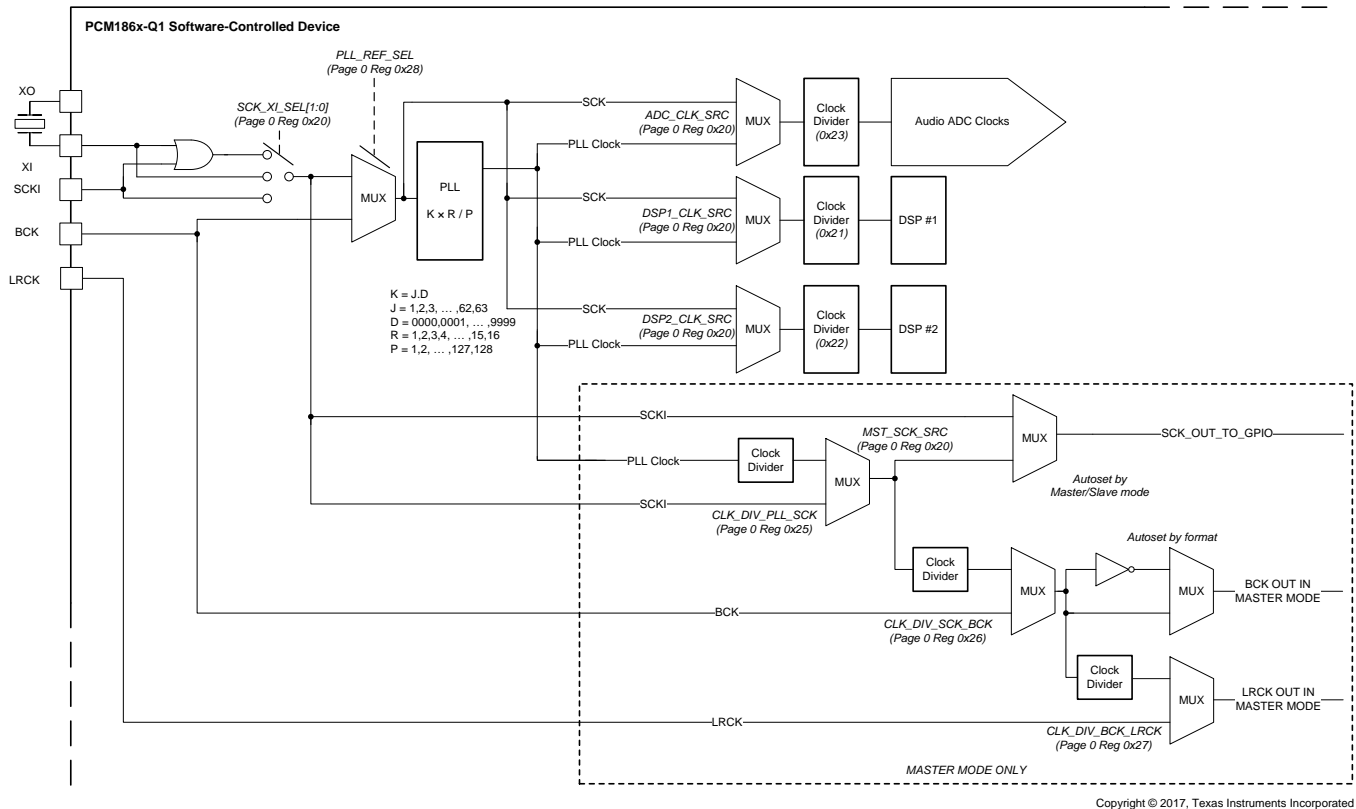 PCM186x-Q1 Software-Controlled Device
PLL_REF_SEL
(Page 0 Reg 0x28)
XO
SCK_XI_SEL[1:0]
(Page 0 Reg 0x20)
XI
SCKI
BCK
LRCK
MUX
PLL
K × R / P
K = J.D
J = 1,2,3, … ,62,63
D = 0000,0001, … ,9999
R = 1,2,3,4, … ,15,16
P = 1,2, … ,127,128
SCK
ADC_CLK_SRC
(Page 0 Reg 0x20)
PLL Clock
MUX
Clock
Divider
(0x23)
Audio ADC Clocks
SCK
DSP1_CLK_SRC
(Page 0 Reg 0x20)
PLL Clock
MUX
Clock
Divider
(0x21)
DSP #1
SCK
DSP2_CLK_SRC
(Page 0 Reg 0x20)
PLL Clock
MUX
Clock
Divider
(0x22)
DSP #2
SCKI
MST_SCK_SRC
(Page 0 Reg 0x20)
MUX
SCK_OUT_TO_GPIO
Autoset by
Master/Slave mode
PLL Clock
Clock
Divider
MUX
SCKI
CLK_DIV_PLL_SCK
(Page 0 Reg 0x25)
Clock
Divider
MUX
Autoset by format
MUX
BCK OUT IN
MASTER MODE
BCK
CLK_DIV_SCK_BCK
(Page 0 Reg 0x26)
Clock
Divider
MUX
LRCK OUT IN
MASTER MODE
LRCK
CLK_DIV_BCK_LRCK
(Page 0 Reg 0x27)
MASTER MODE ONLY
Copyright © 2017, Texas Instruments Incorporated